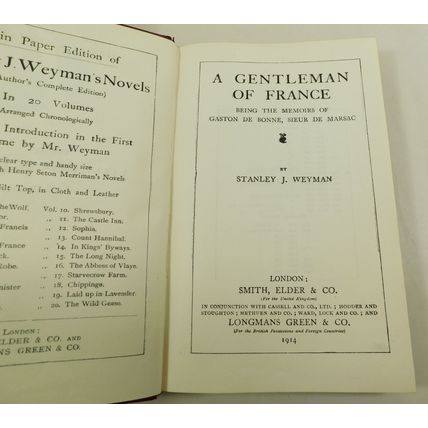 in Paper Edition of
J. Weyman's Novels
Author's Complete Edition)
In 20 Volumes
Arranged Chronologically
Introduction in the First
me by Mr. Weyman
clear type and handy size
th Henry Seton Merriman's Novels
ilt Top, in Cloth and Leather
The Wolf. Vol. 10. Shrewsbury.
or. „ 11. The Castle Inn.
„ 12. Sophia.
Francis „ 13. Count Hannibal.
France „ 14. In Kings' Byways.
ck. „ 15. The Long Night.
Robe. „ 16. The Abbess of Vlaye.
„ 17. Starvecrow Farm.
nister „ 18. Chippinge.
„ 19. Laid up in Lavender.
„ 20. The Wild Geese.
London:
ELDER & CO. and
NS GREEN & CO.
A GENTLEMAN
OF FRANCE
BEING THE MEMOIRS OF
GASTON DE BONNE, SIEUR DE MARSAC
BY
STANLEY J. WEYMAN
LONDON:
SMITH, ELDER & CO.
(For the United Kingdom)
IN CONJUNCTION WITH CASSELL AND CO., LTD.; HODDER AND
STOUGHTON; METHUEN AND CO.; WARD, LOCK AND CO.; AND
LONGMANS GREEN & CO.
(For the British Possessions and Foreign Countries)
1914